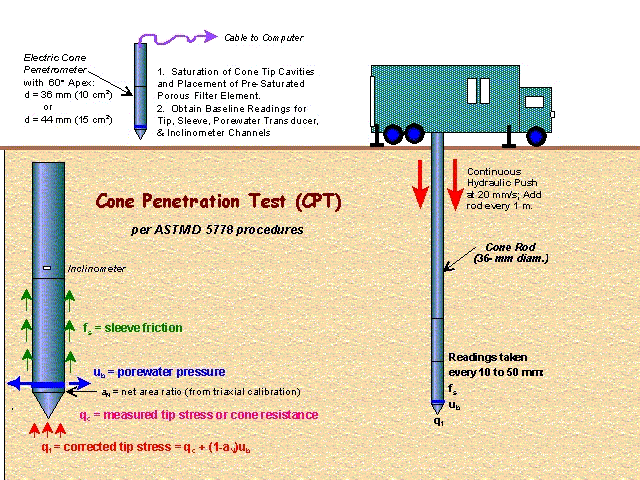 Cable to Computer
Electric Cone
Penetrometer
with 60° Apex:
d = 36 mm (10 cm²)
or
d = 44 mm (15 cm²)
1. Saturation of Cone Tip Cavities
and Placement of Pre-Saturated
Porous Filter Element.
2. Obtain Baseline Readings for
Tip, Sleeve, Porewater Transducer,
& Inclinometer Channels
Continuous
Hydraulic Push
at 20 mm/s; Add
rod every 1 m.
Cone Penetration Test (CPT)
per ASTM D 5778 procedures
Cone Rod
(36- mm diam.)
Inclinometer
fs = sleeve friction
ub = porewater pressure
aN = net area ratio (from triaxial calibration)
qc = measured tip stress or cone resistance
qt = corrected tip stress = qc + (1-aN)ub
Readings taken
every 10 to 50 mm:
fs
ub
qt